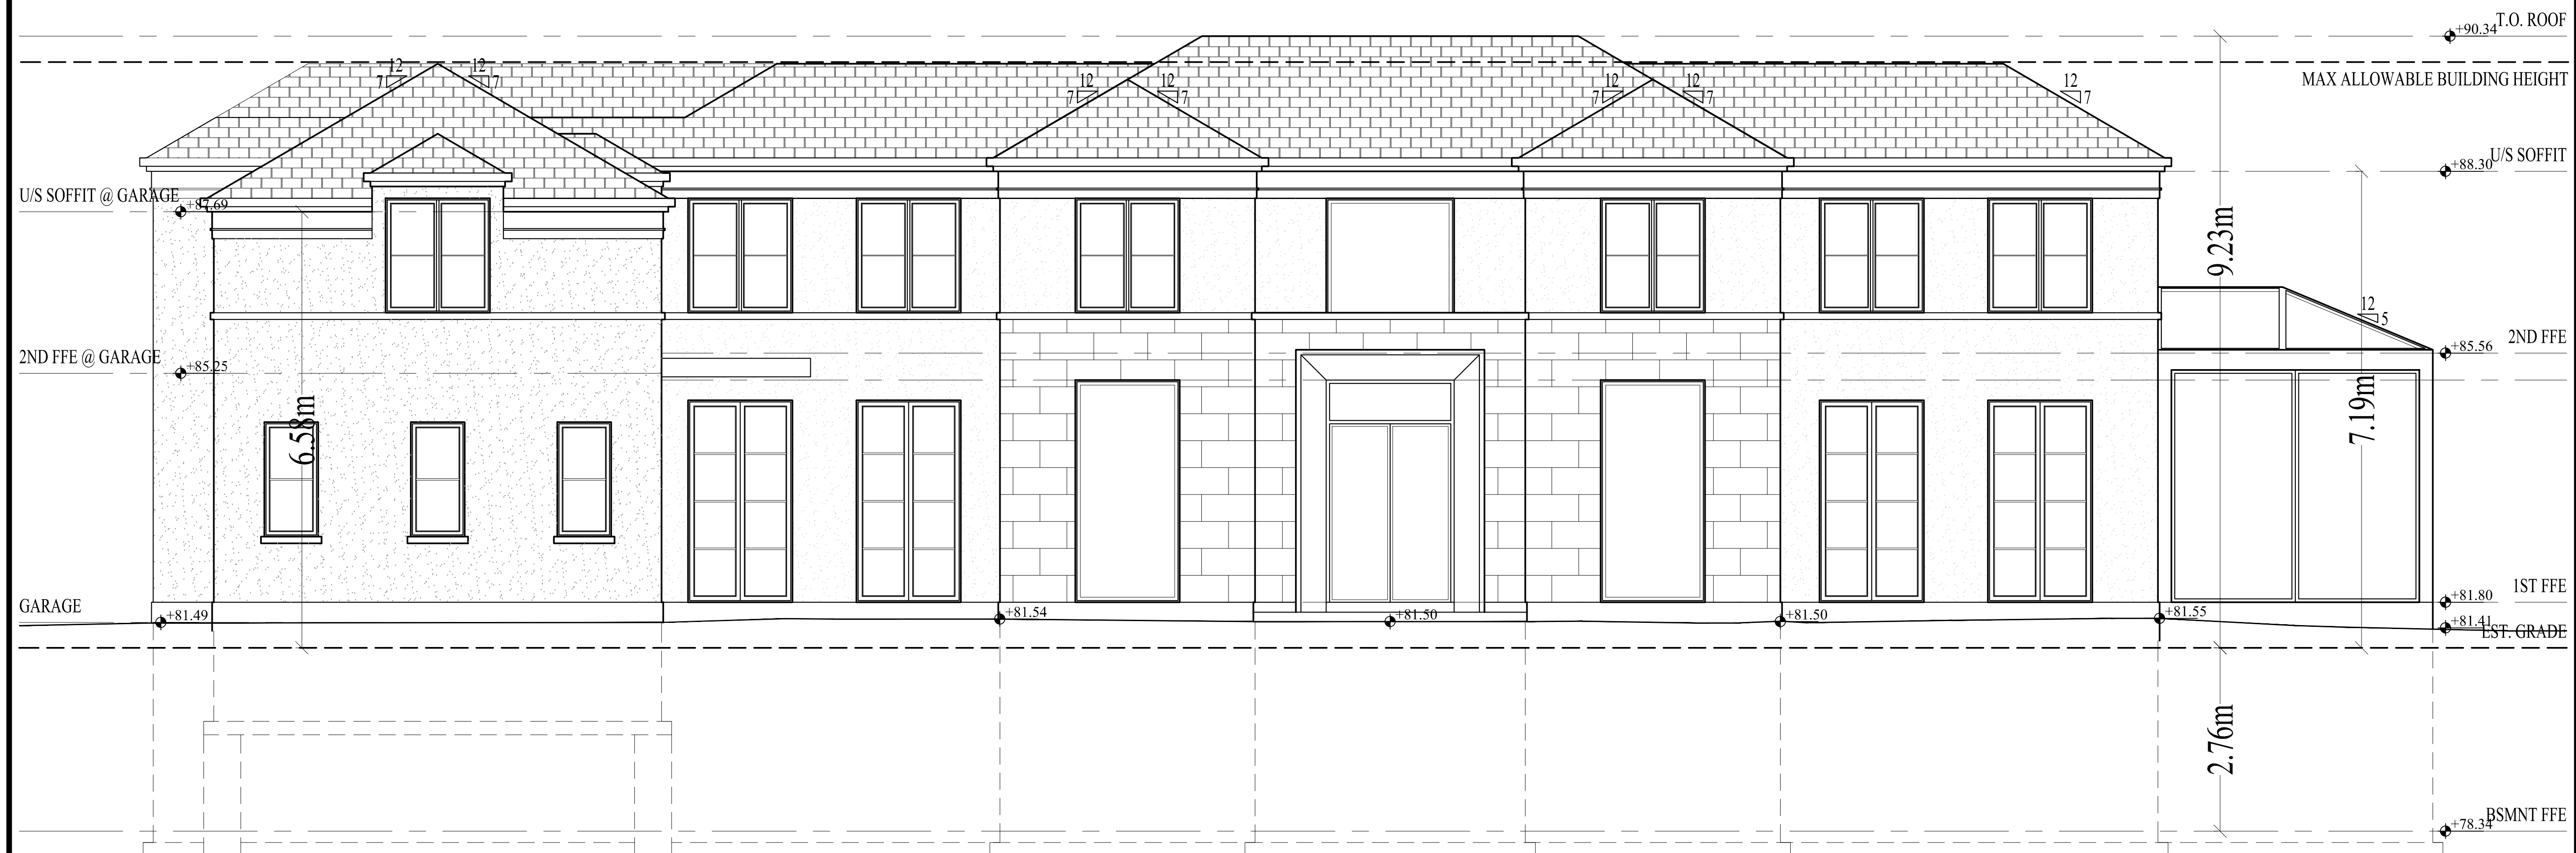 T.O. ROOF
+90.34
MAX ALLOWABLE BUILDING HEIGHT
12
7
12
7
12
7
12
7
12
7
12
7
12
7
U/S SOFFIT
+88.30
U/S SOFFIT @ GARAGE
+87.69
9.23m
12
5
2ND FFE
+85.56
2ND FFE @ GARAGE
+85.25
6.58m
7.19m
1ST FFE
+81.80
GARAGE
+81.49
+81.54
+81.50
+81.50
+81.55
+81.41
EST. GRADE
2.76m
BSMNT FFE
+78.34